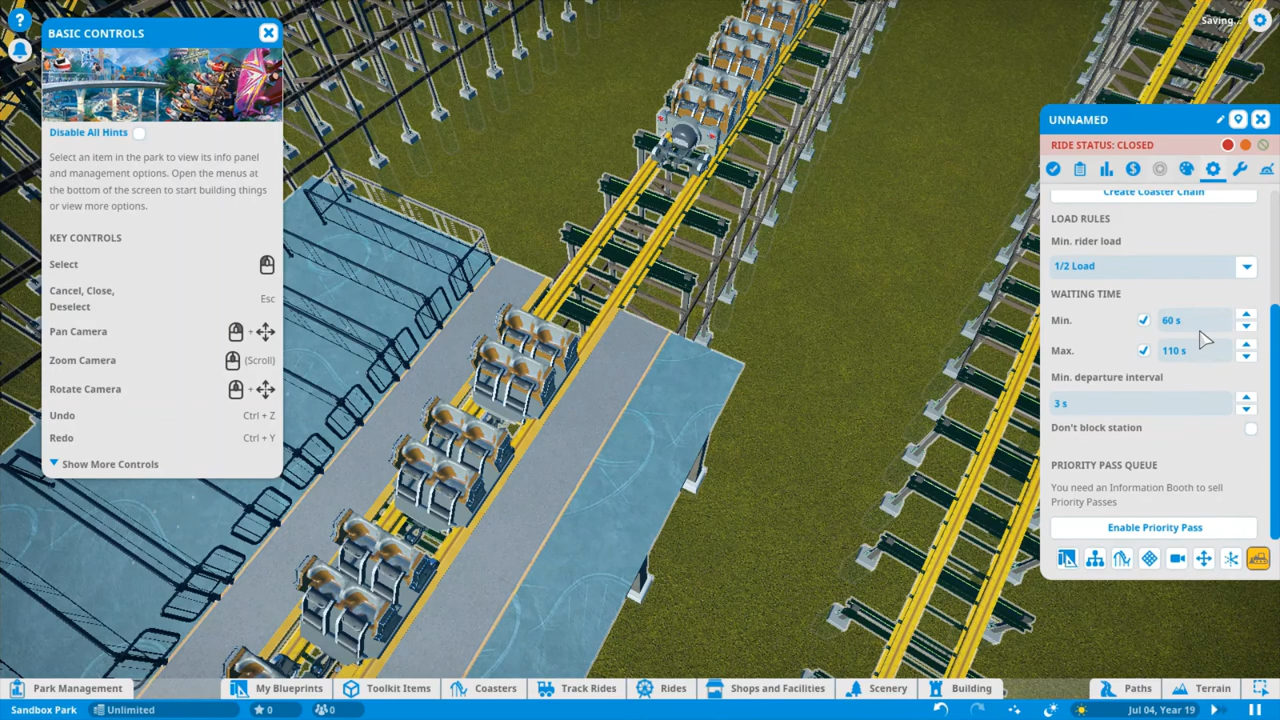 ?
BASIC CONTROLS
Disable All Hints
Select an item in the park to view its info panel
and management options. Open the menus at
the bottom of the screen to start building things
or view more options.
KEY CONTROLS
Select
Cancel, Close,
Deselect
Esc
Pan Camera
+
Zoom Camera
(Scroll)
Rotate Camera
+
Undo
Ctrl + Z
Redo
Ctrl + Y
Show More Controls
Saving...
UNNAMED
RIDE STATUS: CLOSED
Create Coaster Chain
LOAD RULES
Min. rider load
1/2 Load
WAITING TIME
Min.
60 s
Max.
110 s
Min. departure interval
3 s
Don't block station
PRIORITY PASS QUEUE
You need an Information Booth to sell
Priority Passes
Enable Priority Pass
Park Management
My Blueprints
Toolkit Items
Coasters
Track Rides
Rides
Shops and Facilities
Scenery
Building
Paths
Terrain
Sandbox Park
Unlimited
0
0
Jul 04, Year 19